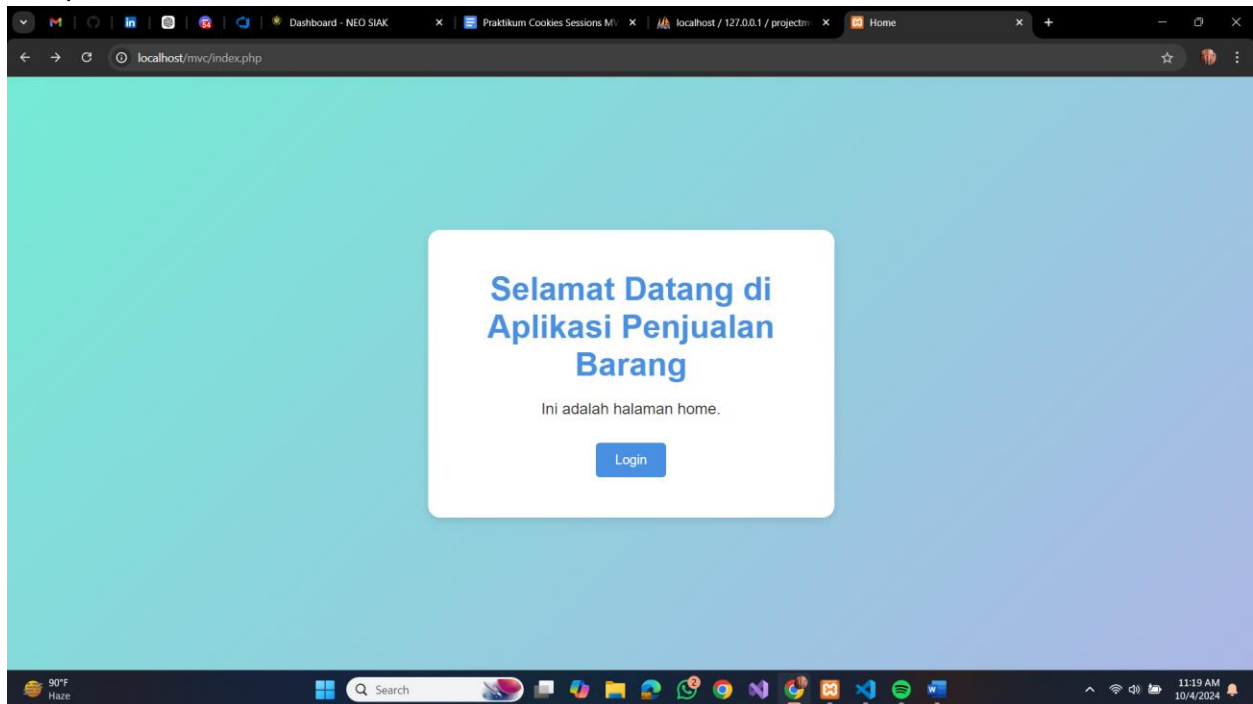 Dashboard - NEO SIAK
Praktikum Cookies Sessions MV
localhost / 127.0.0.1 / projectm
Home
localhost/mvc/index.php
Selamat Datang di
Aplikasi Penjualan
Barang
Ini adalah halaman home.
Login
90°F
Haze
Search
2
11:19 AM
10/4/2024